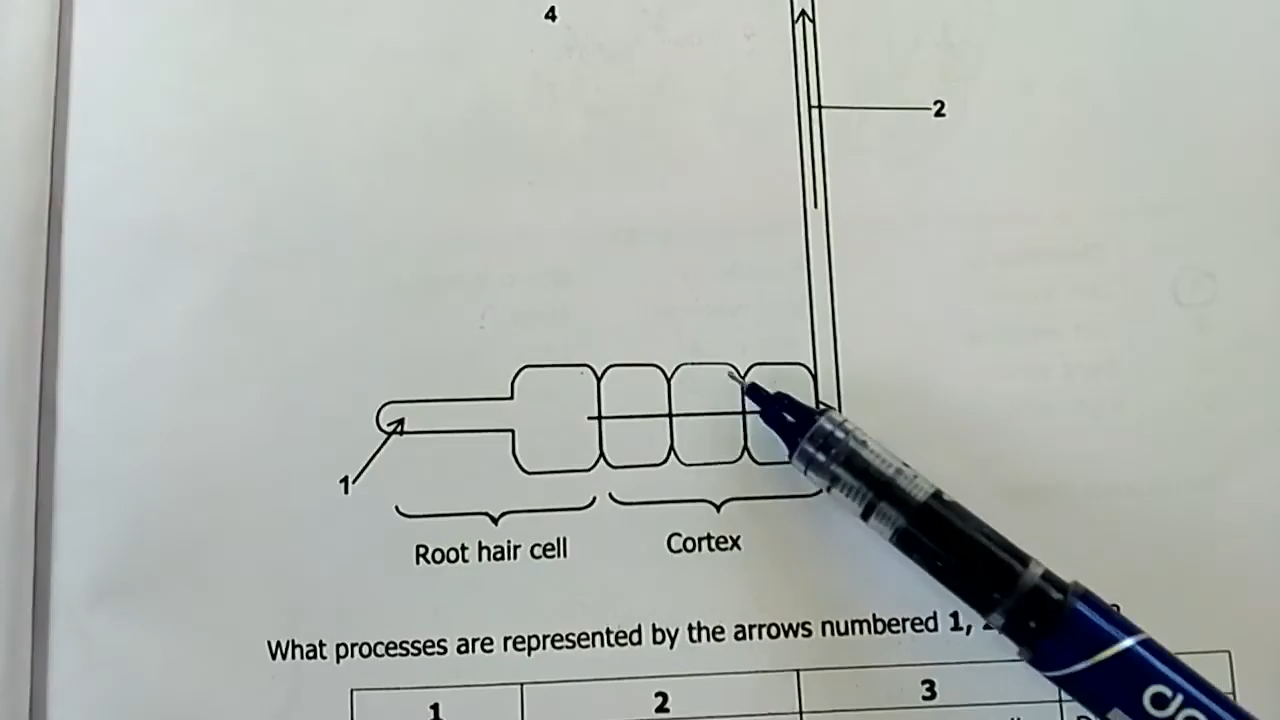 4
2
1
Root hair cell
Cortex
What processes are represented by the arrows numbered 1,
1
2
3